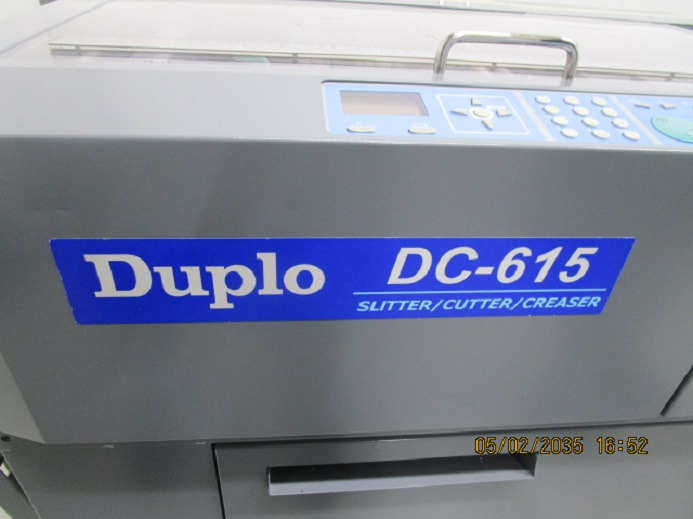 Duplo DC-615
SLITTER/CUTTER/CREASER
05/02/2035 16:52